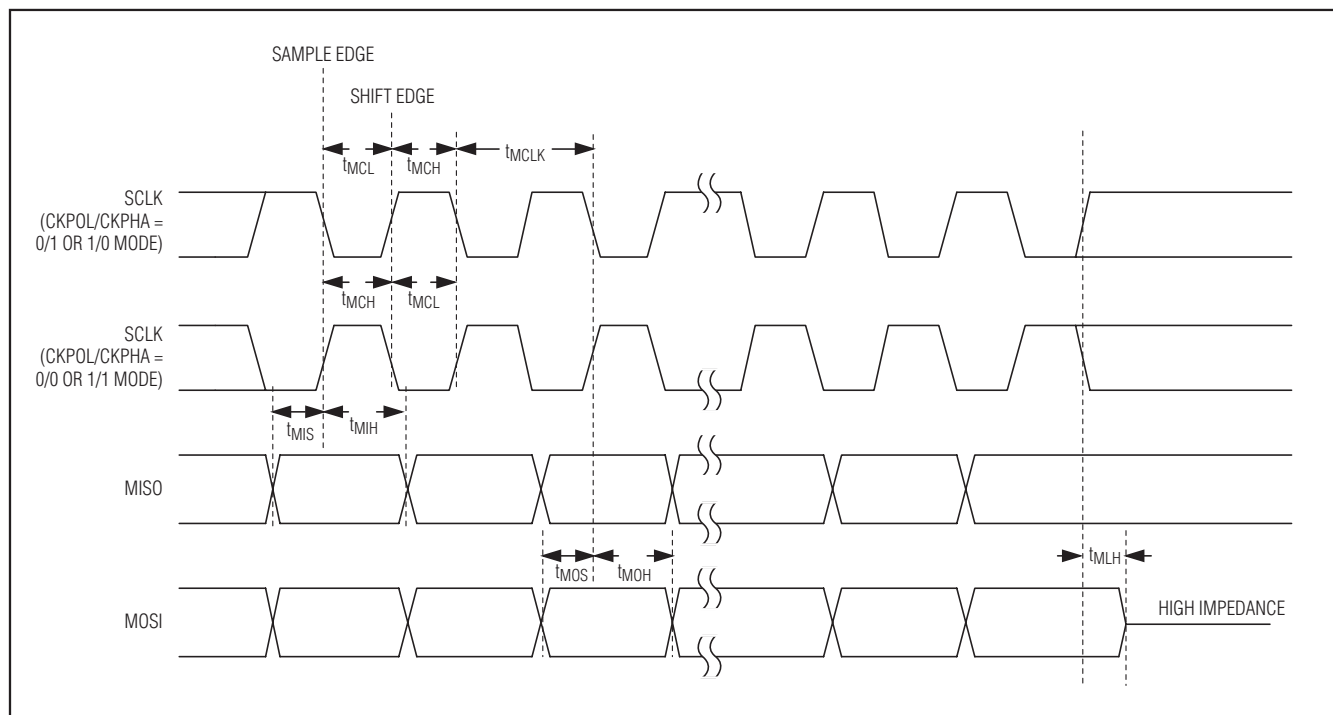 SAMPLE EDGE
SHIFT EDGE
tMCL
tMCH
tMCLK
SCLK
(CKPOL/CKPHA =
0/1 OR 1/0 MODE)
tMCH
tMCL
SCLK
(CKPOL/CKPHA =
0/0 OR 1/1 MODE)
tMIS
tMIH
MISO
tMOS
tMOH
tMLH
MOSI
HIGH IMPEDANCE